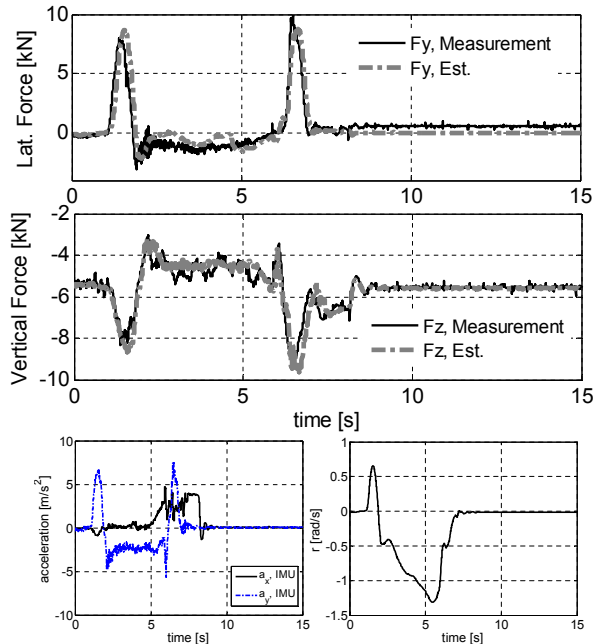 10
5
0
Lat. Force [kN]
Fy, Measurement
Fy, Est.
0 5 10 15
-2
-4
-6
-8
-10
Vertical Force [kN]
Fz, Measurement
Fz, Est.
0 5 10 15
time [s]
10
5
0
-5
-10
acceleration [m/s²]
a_x, IMU
a_y, IMU
0 5 10 15
time [s]
1
0.5
0
-0.5
-1
-1.5
r [rad/s]
0 5 10 15
time [s]